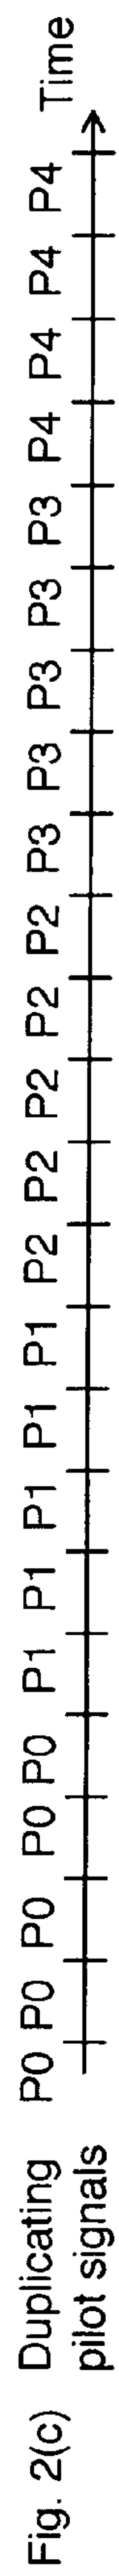 Fig. 2(c)
Duplicating
pilot signals
P0 P0 P0 P0 P0 P1 P1 P1 P1 P1 P2 P2 P2 P2 P2 P3 P3 P3 P3 P3 P4 P4 P4 P4 Time